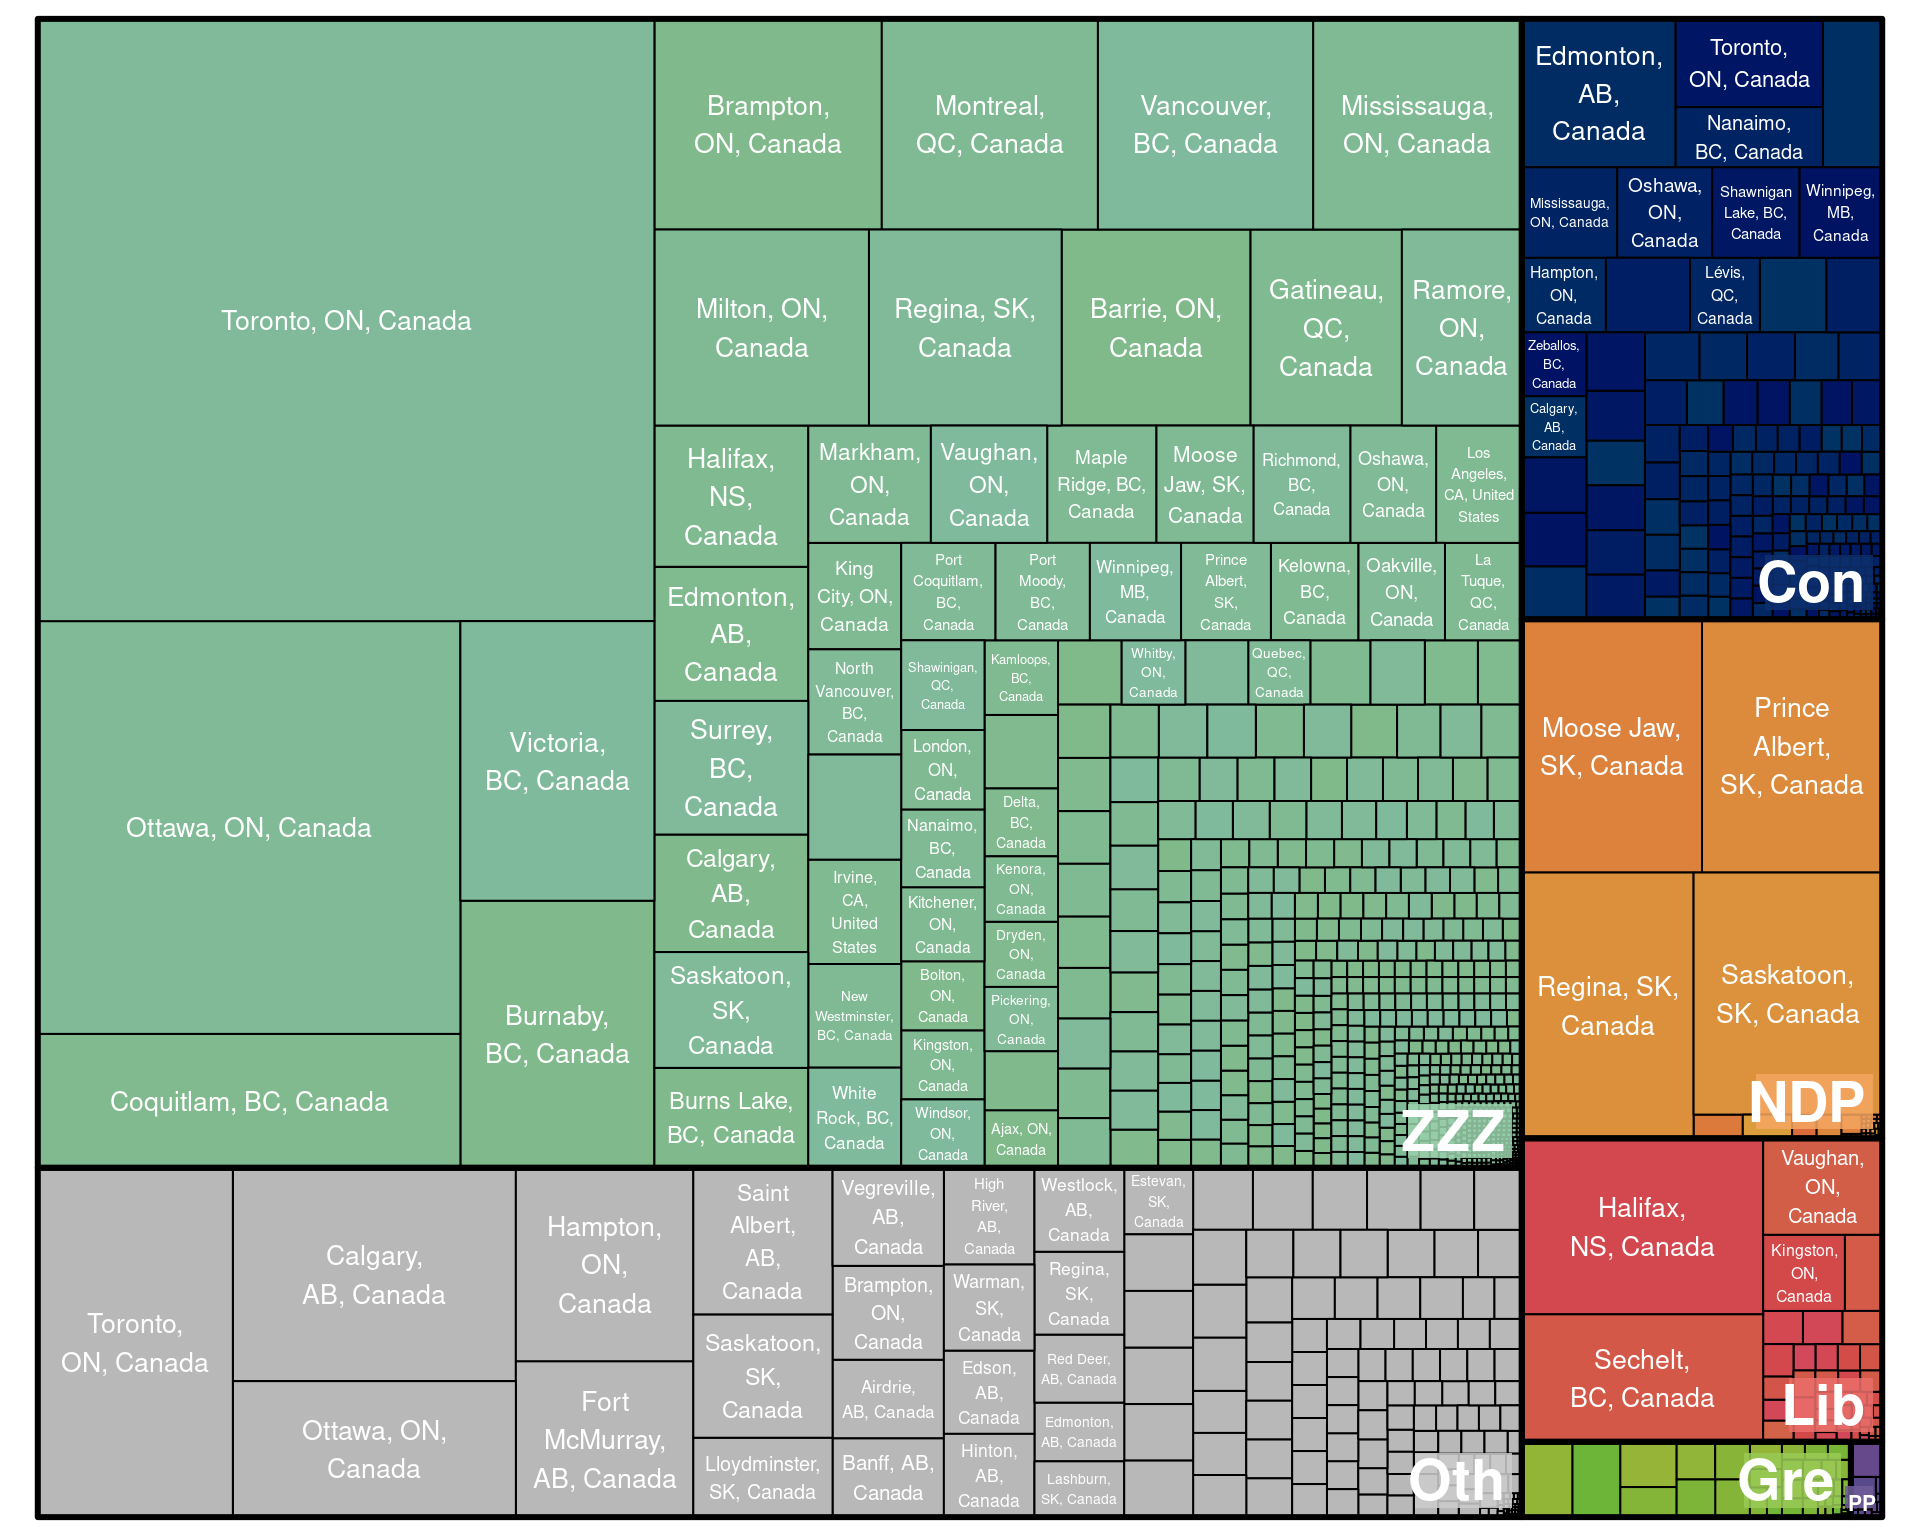 Toronto, ON, Canada
Ottawa, ON, Canada
Coquitlam, BC, Canada
Victoria,
BC, Canada
Burnaby,
BC, Canada
Brampton,
ON, Canada
Montreal,
QC, Canada
Vancouver,
BC, Canada
Mississauga,
ON, Canada
Milton, ON,
Canada
Regina, SK,
Canada
Barrie, ON,
Canada
Gatineau,
QC,
Canada
Ramore,
ON,
Canada
Halifax,
NS,
Canada
Edmonton,
AB,
Canada
Surrey,
BC,
Canada
Calgary,
AB,
Canada
Saskatoon,
SK,
Canada
Burns Lake,
BC, Canada
Markham,
ON,
Canada
Vaughan,
ON,
Canada
Maple
Ridge, BC,
Canada
Moose
Jaw, SK,
Canada
Richmond,
BC,
Canada
Oshawa,
ON,
Canada
Los
Angeles,
CA, United
States
King
City, ON,
Canada
North
Vancouver,
BC,
Canada
Irvine,
CA,
United
States
New
Westminster,
BC, Canada
White
Rock, BC,
Canada
Port
Coquitlam,
BC,
Canada
Port
Moody,
BC,
Canada
Winnipeg,
MB,
Canada
Prince
Albert,
SK,
Canada
Kelowna,
BC,
Canada
Oakville,
ON,
Canada
La
Tuque,
QC,
Canada
Shawinigan,
QC,
Canada
London,
ON,
Canada
Nanaimo,
BC,
Canada
Kitchener,
ON,
Canada
Bolton,
ON,
Canada
Kingston,
ON,
Canada
Windsor,
ON,
Canada
Kamloops,
BC,
Canada
Delta,
BC,
Canada
Kenora,
ON,
Canada
Dryden,
ON,
Canada
Pickering,
ON,
Canada
Ajax, ON,
Canada
Whitby,
ON,
Canada
Quebec,
QC,
Canada
ZZZ
Toronto,
ON, Canada
Calgary,
AB, Canada
Ottawa, ON,
Canada
Hampton,
ON,
Canada
Fort
McMurray,
AB, Canada
Saint
Albert,
AB,
Canada
Saskatoon,
SK,
Canada
Lloydminster,
SK, Canada
Vegreville,
AB,
Canada
Brampton,
ON,
Canada
Airdrie,
AB, Canada
Banff, AB,
Canada
High
River,
AB,
Canada
Warman,
SK,
Canada
Edson,
AB,
Canada
Hinton,
AB,
Canada
Westlock,
AB,
Canada
Regina,
SK,
Canada
Red Deer,
AB, Canada
Edmonton,
AB, Canada
Lashburn,
SK, Canada
Estevan,
SK,
Canada
Oth
Edmonton,
AB,
Canada
Toronto,
ON, Canada
Nanaimo,
BC, Canada
Mississauga,
ON, Canada
Oshawa,
ON,
Canada
Shawnigan
Lake, BC,
Canada
Winnipeg,
MB,
Canada
Hampton,
ON,
Canada
Lévis,
QC,
Canada
Zeballos,
BC,
Canada
Calgary,
AB,
Canada
Con
Moose Jaw,
SK, Canada
Prince
Albert,
SK, Canada
Regina, SK,
Canada
Saskatoon,
SK, Canada
NDP
Halifax,
NS, Canada
Sechelt,
BC, Canada
Vaughan,
ON,
Canada
Kingston,
ON,
Canada
Lib
Gre
PP